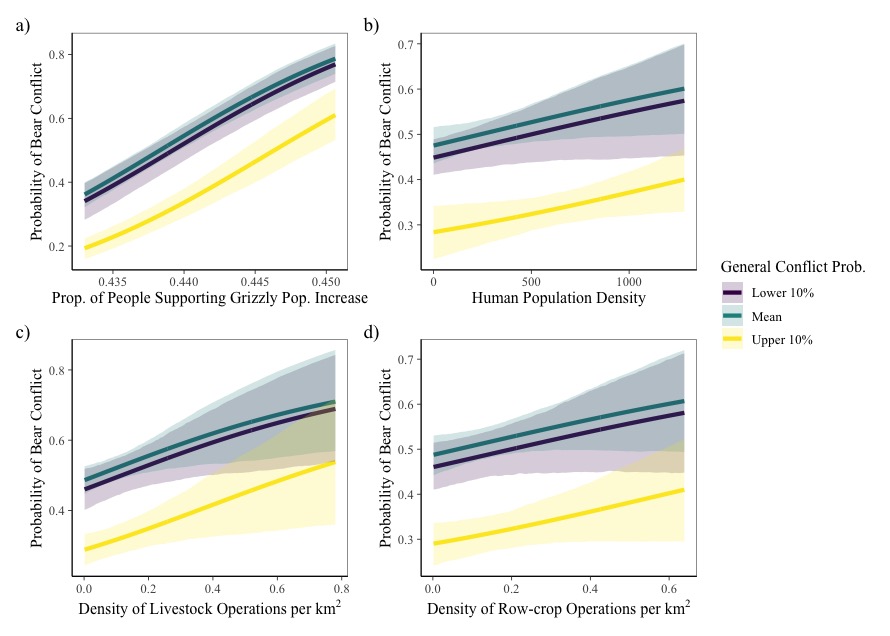 a)
Probability of Bear Conflict
0.8
0.6
0.4
0.2
0.435
0.440
0.445
0.450
Prop. of People Supporting Grizzly Pop. Increase
b)
Probability of Bear Conflict
0.7
0.6
0.5
0.4
0.3
0
500
1000
Human Population Density
General Conflict Prob.
Lower 10%
Mean
Upper 10%
c)
Probability of Bear Conflict
0.8
0.6
0.4
0.0
0.2
0.4
0.6
0.8
Density of Livestock Operations per km²
d)
Probability of Bear Conflict
0.7
0.6
0.5
0.4
0.3
0.0
0.2
0.4
0.6
Density of Row-crop Operations per km²